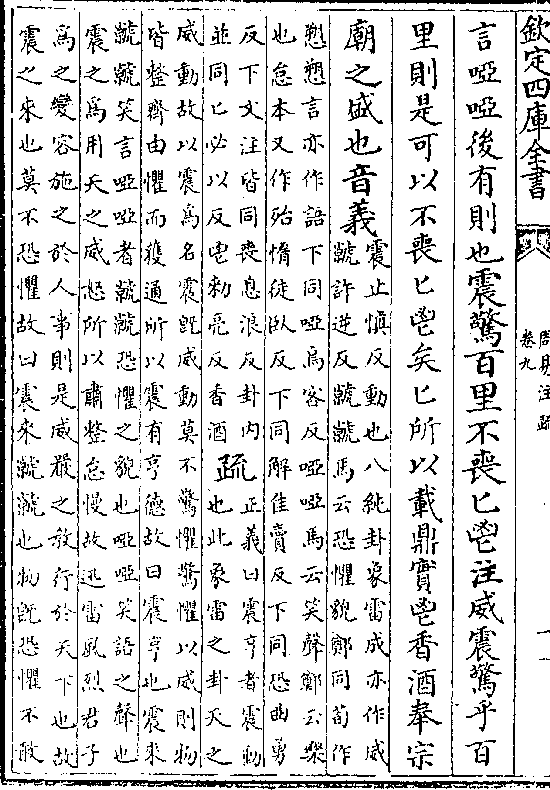 欽定四庫全書
周易注疏
卷九
言啞啞後有則也震驚百里不喪匕鬯注威震驚乎百
里則是可以不喪匕鬯矣匕所以載鼎實鬯香酒奉宗
廟之盛也音義
震止慎反動也八純卦象雷成亦作威
虩許逆反虩虩馬云恐懼貌鄭同荀作
愬愬言亦作語下同啞烏客反啞啞馬云笑聲鄭云樂
也怠本又作殆惰徒卧反下同解佳賣反下同恐曲勇
反下文注皆同喪息浪反卦内
並同匕必以反鬯勑亮反香酒
疏
正義曰震亨者震動
也此象雷之卦天之
威動故以震為名震既威動莫不驚懼驚懼以威則物
皆整齊由懼而獲通所以震有亨德故曰震亨也震來
虩虩笑言啞啞者虩虩恐懼之貌也啞啞笑語之聲也
震之為用天之威怒所以肅整怠慢故迅雷風烈君子
為之變容施之於人事則是威嚴之敎行於天下也故
震之來也莫不恐懼故曰震來虩虩也物既恐懼不敢